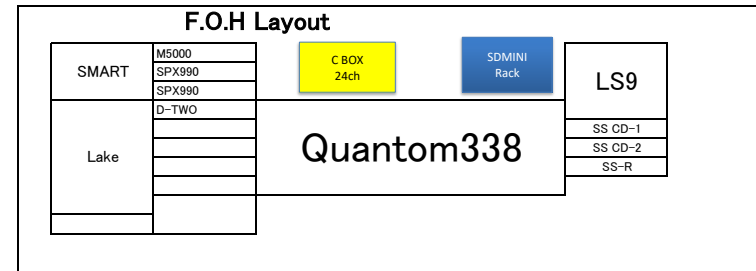 F.O.H Layout
SMART
M5000
SPX990
SPX990
D-TWO
Lake
C BOX
24ch
SDMINI
Rack
Quantom338
LS9
SS CD-1
SS CD-2
SS-R